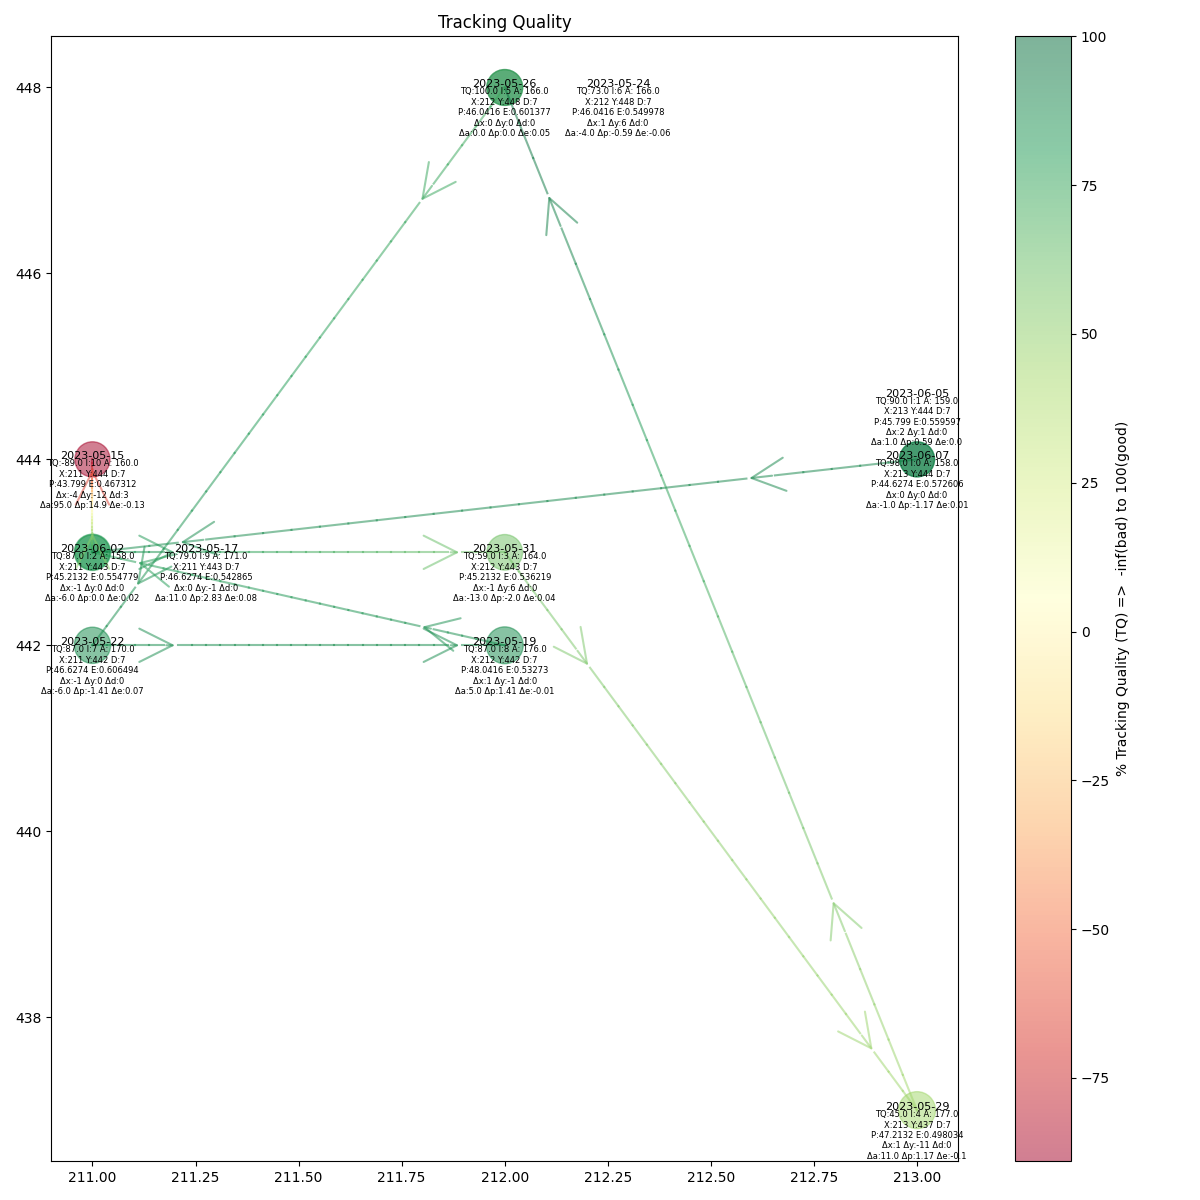 Tracking Quality
448
446
444
442
440
438
2023-05-26
TQ:100.0 I:5 A: 166.0
X:212 Y:448 D:7
P:46.0416 E:0.601377
Δx:0 Δy:0 Δd:0
Δa:0.0 Δp:0.0 Δe:0.05
2023-05-24
TQ:73.0 I:6 A: 166.0
X:212 Y:448 D:7
P:46.0416 E:0.549978
Δx:1 Δy:6 Δd:0
Δa:-4.0 Δp:-0.59 Δe:-0.06
2023-06-05
TQ:90.0 I:1 A: 159.0
X:213 Y:444 D:7
P:45.799 E:0.559597
Δx:2 Δy:1 Δd:0
Δa:1.0 Δp:0.59 Δe:0.0
2023-06-07
TQ:98.0 I:0 A: 158.0
X:213 Y:444 D:7
P:44.6274 E:0.572606
Δx:0 Δy:0 Δd:0
Δa:-1.0 Δp:-1.17 Δe:0.01
2023-05-15
TQ:-89.0 I:10 A: 160.0
X:211 Y:444 D:7
P:43.799 E:0.467312
Δx:-4 Δy:-12 Δd:3
Δa:95.0 Δp:14.9 Δe:-0.13
2023-06-02
TQ:87.0 I:2 A: 158.0
X:211 Y:443 D:7
P:45.2132 E:0.554779
Δx:-1 Δy:0 Δd:0
Δa:-6.0 Δp:0.0 Δe:0.02
2023-05-17
TQ:79.0 I:9 A: 171.0
X:211 Y:443 D:7
P:46.6274 E:0.542865
Δx:0 Δy:-1 Δd:0
Δa:11.0 Δp:2.83 Δe:0.08
2023-05-31
TQ:59.0 I:3 A: 164.0
X:212 Y:443 D:7
P:45.2132 E:0.536219
Δx:-1 Δy:6 Δd:0
Δa:-13.0 Δp:-2.0 Δe:0.04
2023-05-22
TQ:87.0 I:7 A: 170.0
X:211 Y:442 D:7
P:46.6274 E:0.606494
Δx:-1 Δy:0 Δd:0
Δa:-6.0 Δp:-1.41 Δe:0.07
2023-05-19
TQ:87.0 I:8 A: 176.0
X:212 Y:442 D:7
P:48.0416 E:0.53273
Δx:1 Δy:-1 Δd:0
Δa:5.0 Δp:1.41 Δe:-0.01
2023-05-29
TQ:45.0 I:4 A: 177.0
X:213 Y:437 D:7
P:47.2132 E:0.498034
Δx:1 Δy:-11 Δd:0
Δa:11.0 Δp:1.17 Δe:-0.1
211.00 211.25 211.50 211.75 212.00 212.25 212.50 212.75 213.00
100
75
50
25
0
−25
−50
−75
% Tracking Quality (TQ) => -inf(bad) to 100(good)